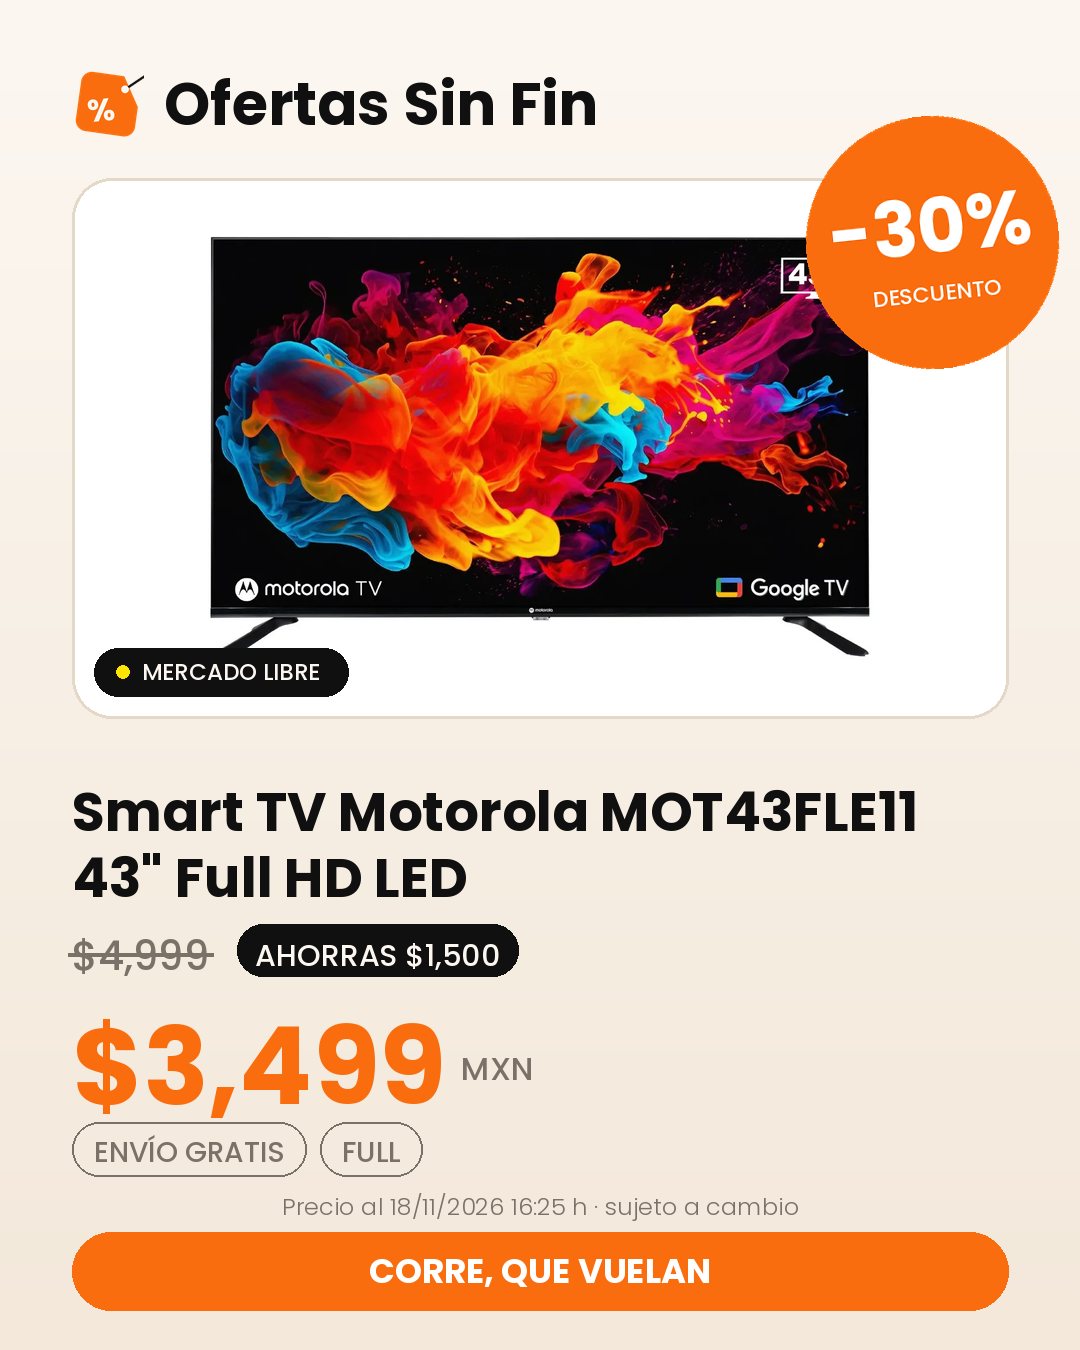 %
Ofertas Sin Fin
-30%
DESCUENTO
motorola TV
Google TV
motorola
MERCADO LIBRE
Smart TV Motorola MOT43FLE11
43" Full HD LED
$4,999
AHORRAS $1,500
$3,499 MXN
ENVÍO GRATIS
FULL
Precio al 18/11/2026 16:25 h · sujeto a cambio
CORRE, QUE VUELAN